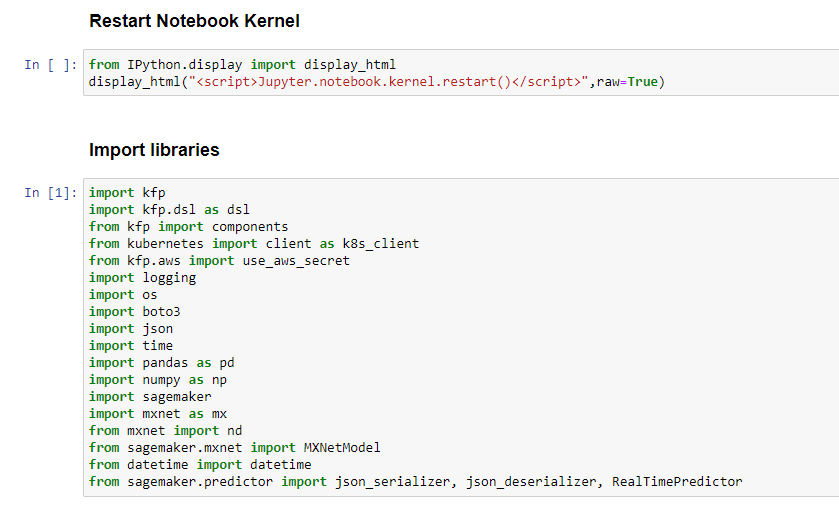 Restart Notebook Kernel
In [ ]: from IPython.display import display_html
display_html("<script>Jupyter.notebook.kernel.restart()</script>",raw=True)
Import libraries
In [1]: import kfp
import kfp.dsl as dsl
from kfp import components
from kubernetes import client as k8s_client
from kfp.aws import use_aws_secret
import logging
import os
import boto3
import json
import time
import pandas as pd
import numpy as np
import sagemaker
import mxnet as mx
from mxnet import nd
from sagemaker.mxnet import MXNetModel
from datetime import datetime
from sagemaker.predictor import json_serializer, json_deserializer, RealTimePredictor